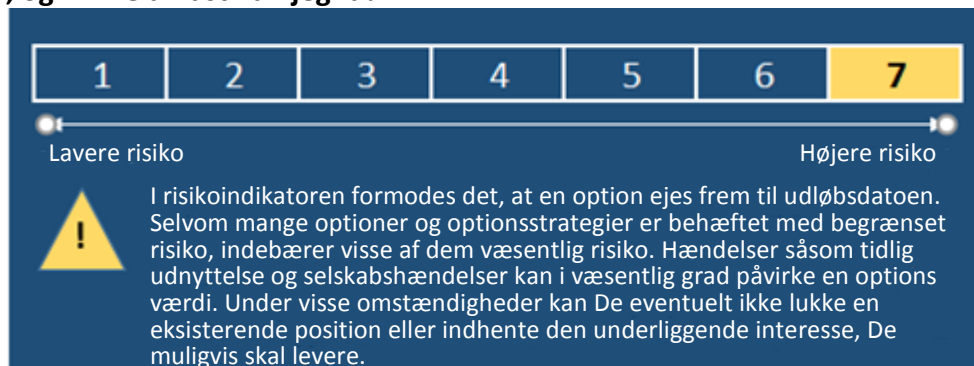 1 2 3 4 5 6 7
Lavere risiko Højere risiko
I risikoindikatoren formodes det, at en option ejes frem til udløbsdatoen.
! Selvom mange optioner og optionsstrategier er behæftet med begrænset
risiko, indebærer visse af dem væsentlig risiko. Hændelser såsom tidlig
udnyttelse og selskabshændelser kan i væsentlig grad påvirke en options
værdi. Under visse omstændigheder kan De eventuelt ikke lukke en
eksisterende position eller indhente den underliggende interesse, De
muligvis skal levere.